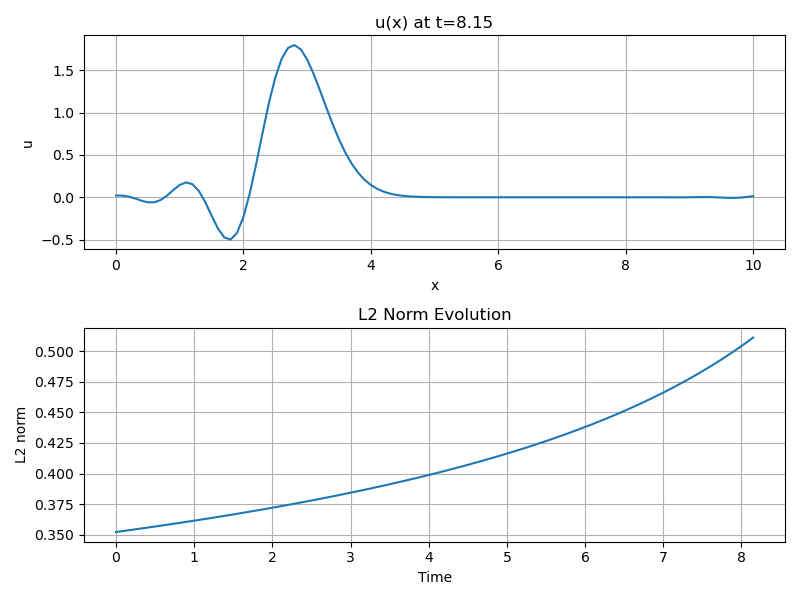 u(x) at t=8.15
1.5
1.0
0.5
0.0
−0.5
u
0 2 4 6 8 10
x
L2 Norm Evolution
0.500
0.475
0.450
0.425
0.400
0.375
0.350
L2 norm
0 1 2 3 4 5 6 7 8
Time